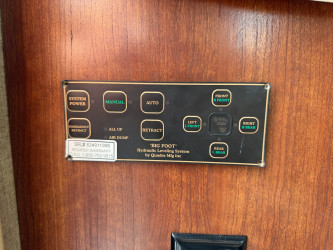 SYSTEM
POWER
MANUAL
AUTO
FRONT
LEFT
RIGHT
REAR
RETRACT
ALL UP
AIR DUMP
RETRACT
"BIG FOOT"
Hydraulic Leveling System
by Quadra Mfg Inc